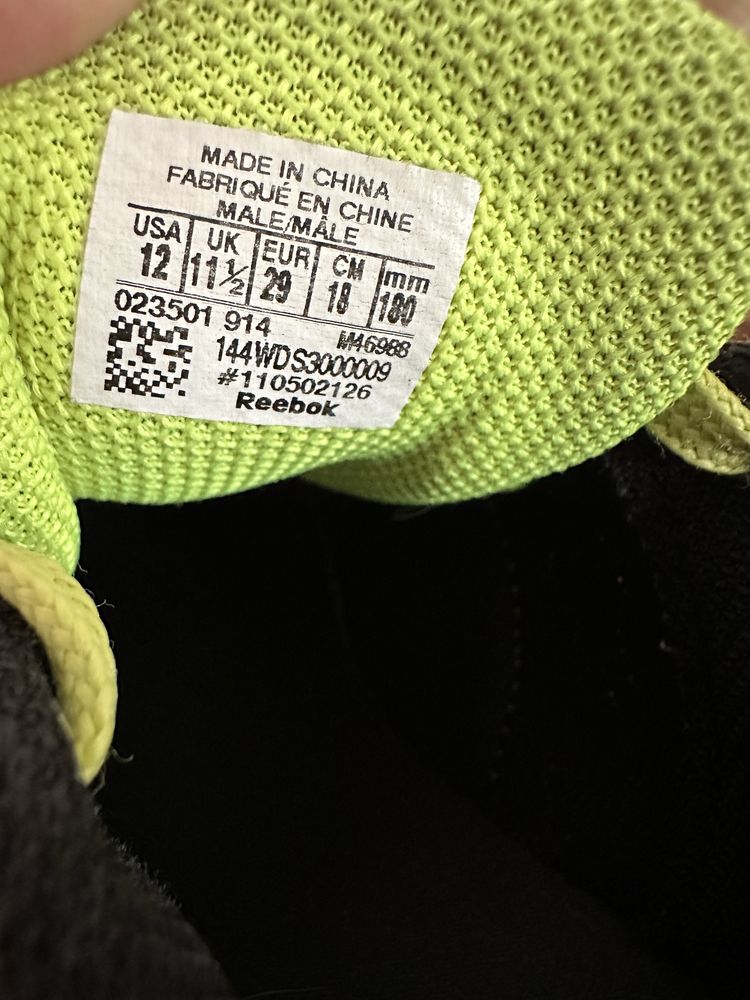 MADE IN CHINA
FABRIQUÉ EN CHINE
MALE/MÂLE
USA UK EUR CM mm
12 11 1/2 29 18 180
023501 914
M46988
144WDS3000009
#110502126
Reebok